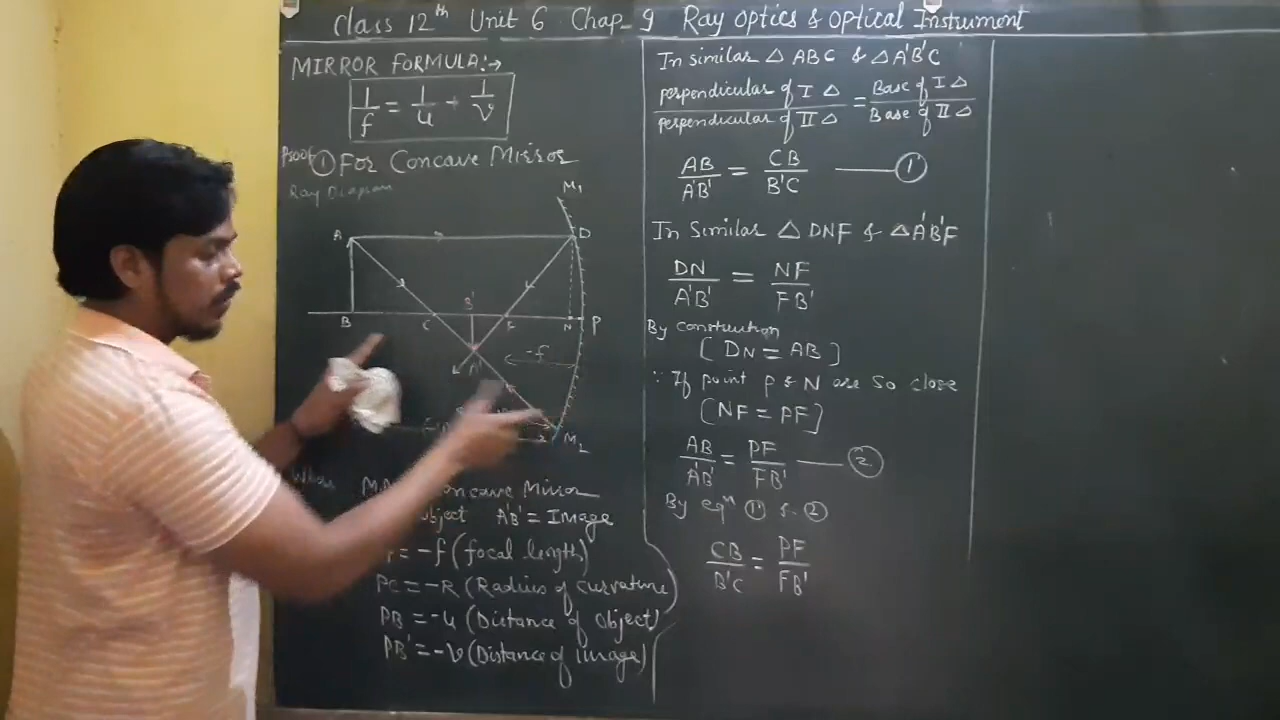 Class 12th Unit 6 Chap_9 Ray optics & optical Instrument
MIRROR FORMULA:→
1/f = 1/u + 1/v
Proof ① For Concave Mirror
Ray Diagram
M₁
A D
B C B' F N P
A' -f
M₂
Where
Concave Mirror
object A'B' = Image
= -f (focal length)
PC = -R (Radius of curvature)
PB = -u (Distance of object)
PB' = -v (Distance of image)
In similar △ ABC & △ A'B'C
perpendicular of I △ / perpendicular of II △ = Base of I △ / Base of II △
AB/A'B' = CB/B'C —— ①
In Similar △ DNF & △A'B'F
DN/A'B' = NF/FB'
By construction
[ DN = AB ]
∵ If point P & N are so close
[NF = PF]
AB/A'B' = PF/FB' —— ②
By eqⁿ ① & ②
CB/B'C = PF/FB'